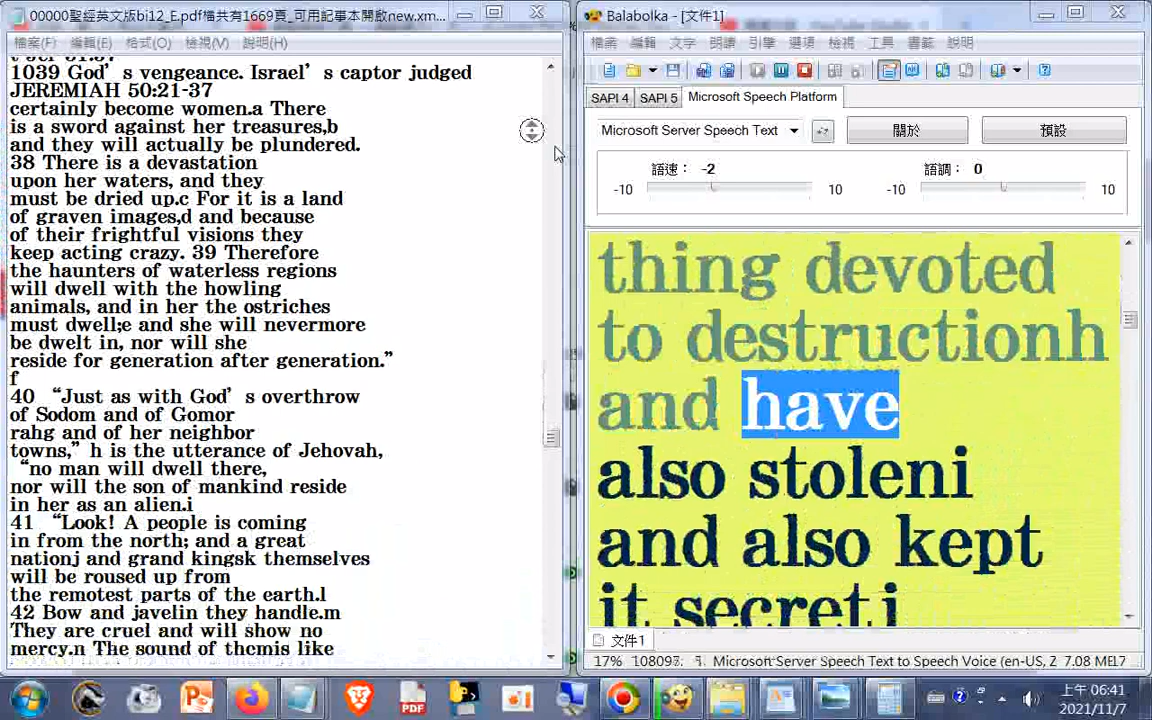 00000聖經英文版bi12_E.pdf檔共有1669頁_可用記事本開啟new.xm...
檔案(F) 編輯(E) 格式(O) 檢視(V) 說明(H)
1039 God's vengeance. Israel's captor judged
JEREMIAH 50:21-37
certainly become women.a There
is a sword against her treasures,b
and they will actually be plundered.
38 There is a devastation
upon her waters, and they
must be dried up.c For it is a land
of graven images,d and because
of their frightful visions they
keep acting crazy. 39 Therefore
the haunters of waterless regions
will dwell with the howling
animals, and in her the ostriches
must dwell;e and she will nevermore
be dwelt in, nor will she
reside for generation after generation.”
f
40 “Just as with God's overthrow
of Sodom and of Gomor
rahg and of her neighbor
towns,” h is the utterance of Jehovah,
“no man will dwell there,
nor will the son of mankind reside
in her as an alien.i
41 “Look! A people is coming
in from the north; and a great
nationj and grand kingsk themselves
will be roused up from
the remotest parts of the earth.l
42 Bow and javelin they handle.m
They are cruel and will show no
mercy.n The sound of themis like
Balabolka - [文件1]
檔案 編輯 文字 朗讀 引擎 選項 檢視 工具 書籤 說明
SAPI 4 SAPI 5 Microsoft Speech Platform
Microsoft Server Speech Text 關於 預設
語速： -2 語調： 0
-10 10 -10 10
thing devoted
to destructionh
and have
also stoleni
and also kept
it secretj
文件1
17% 108097. Microsoft Server Speech Text to Speech Voice (en-US, 2 7.08 ME17
上午 06:41
2021/11/7